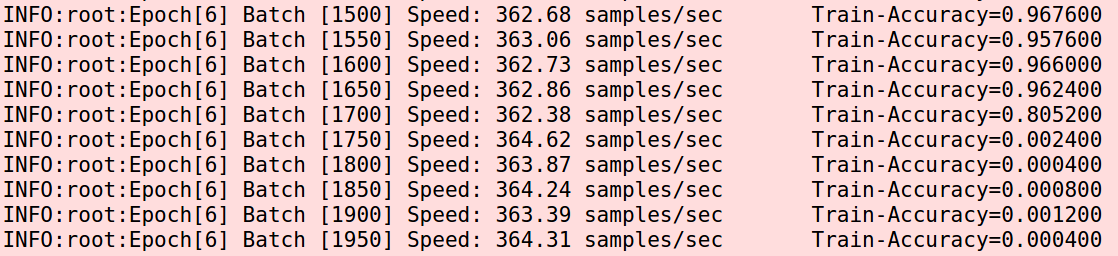 INFO:root:Epoch[6] Batch [1500] Speed: 362.68 samples/sec Train-Accuracy=0.967600
INFO:root:Epoch[6] Batch [1550] Speed: 363.06 samples/sec Train-Accuracy=0.957600
INFO:root:Epoch[6] Batch [1600] Speed: 362.73 samples/sec Train-Accuracy=0.966000
INFO:root:Epoch[6] Batch [1650] Speed: 362.86 samples/sec Train-Accuracy=0.962400
INFO:root:Epoch[6] Batch [1700] Speed: 362.38 samples/sec Train-Accuracy=0.805200
INFO:root:Epoch[6] Batch [1750] Speed: 364.62 samples/sec Train-Accuracy=0.002400
INFO:root:Epoch[6] Batch [1800] Speed: 363.87 samples/sec Train-Accuracy=0.000400
INFO:root:Epoch[6] Batch [1850] Speed: 364.24 samples/sec Train-Accuracy=0.000800
INFO:root:Epoch[6] Batch [1900] Speed: 363.39 samples/sec Train-Accuracy=0.001200
INFO:root:Epoch[6] Batch [1950] Speed: 364.31 samples/sec Train-Accuracy=0.000400